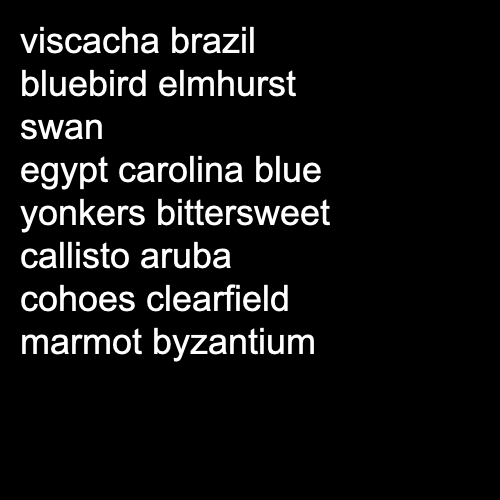 viscacha brazil
bluebird elmhurst
swan
egypt carolina blue
yonkers bittersweet
callisto aruba
cohoes clearfield
marmot byzantium